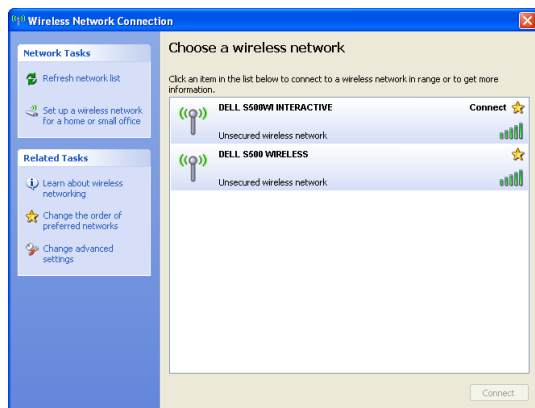 Wireless Network Connection
Network Tasks
Refresh network list
Set up a wireless network
for a home or small office
Related Tasks
Learn about wireless
networking
Change the order of
preferred networks
Change advanced
settings
Choose a wireless network
Click an item in the list below to connect to a wireless network in range or to get more
information.
DELL S500WI INTERACTIVE Connect
Unsecured wireless network
DELL S500 WIRELESS
Unsecured wireless network
Connect